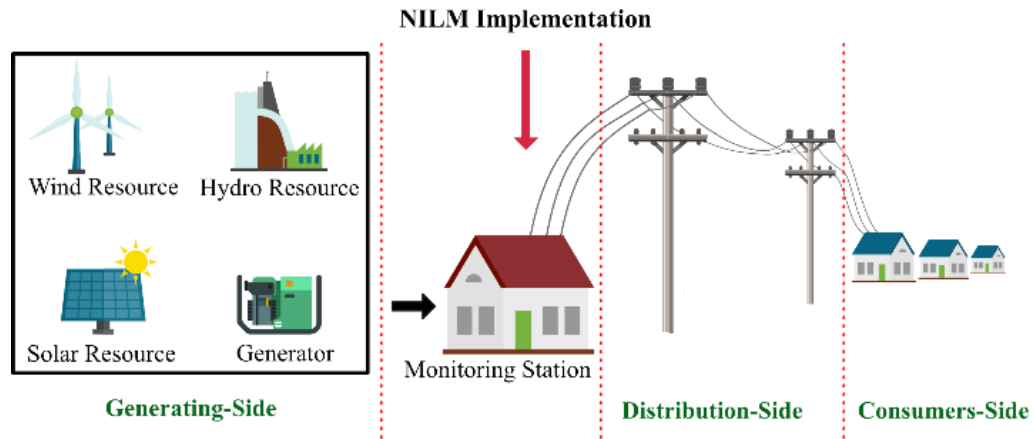 NILM Implementation
Wind Resource
Hydro Resource
Solar Resource
Generator
Monitoring Station
Generating-Side
Distribution-Side
Consumers-Side